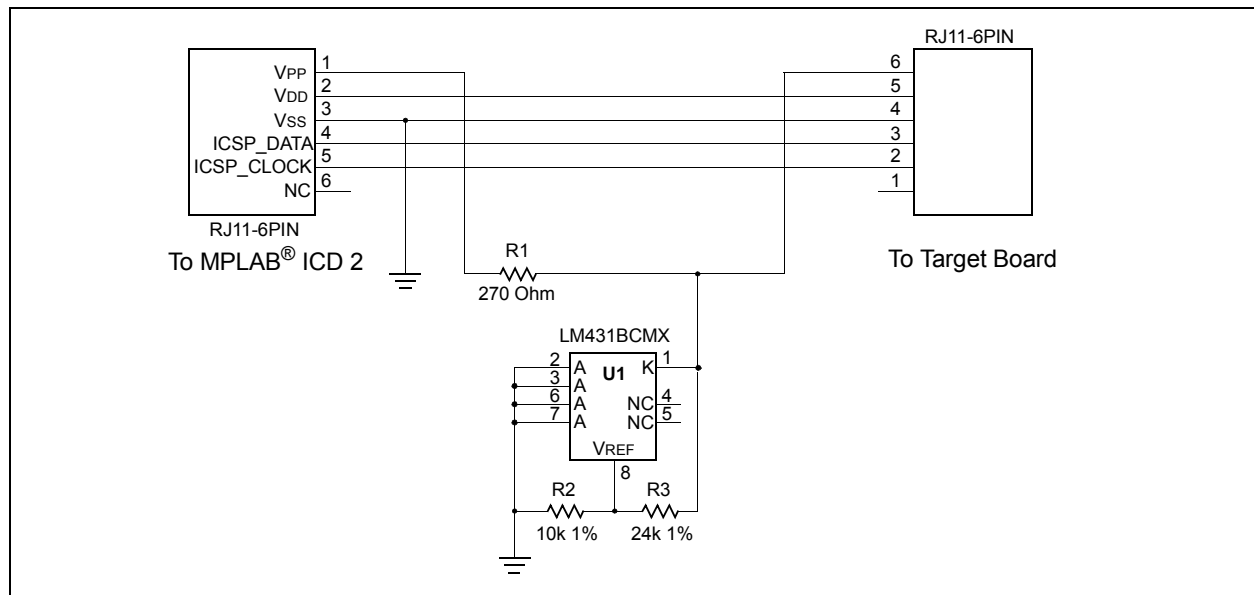 RJ11-6PIN
VPP 1
VDD 2
VSS 3
ICSP_DATA 4
ICSP_CLOCK 5
NC 6
RJ11-6PIN
To MPLAB® ICD 2
6
5
4
3
2
1
To Target Board
R1
270 Ohm
LM431BCMX
2 A U1 K 1
3 A
6 A NC 4
7 A NC 5
VREF
8
R2
10k 1%
R3
24k 1%